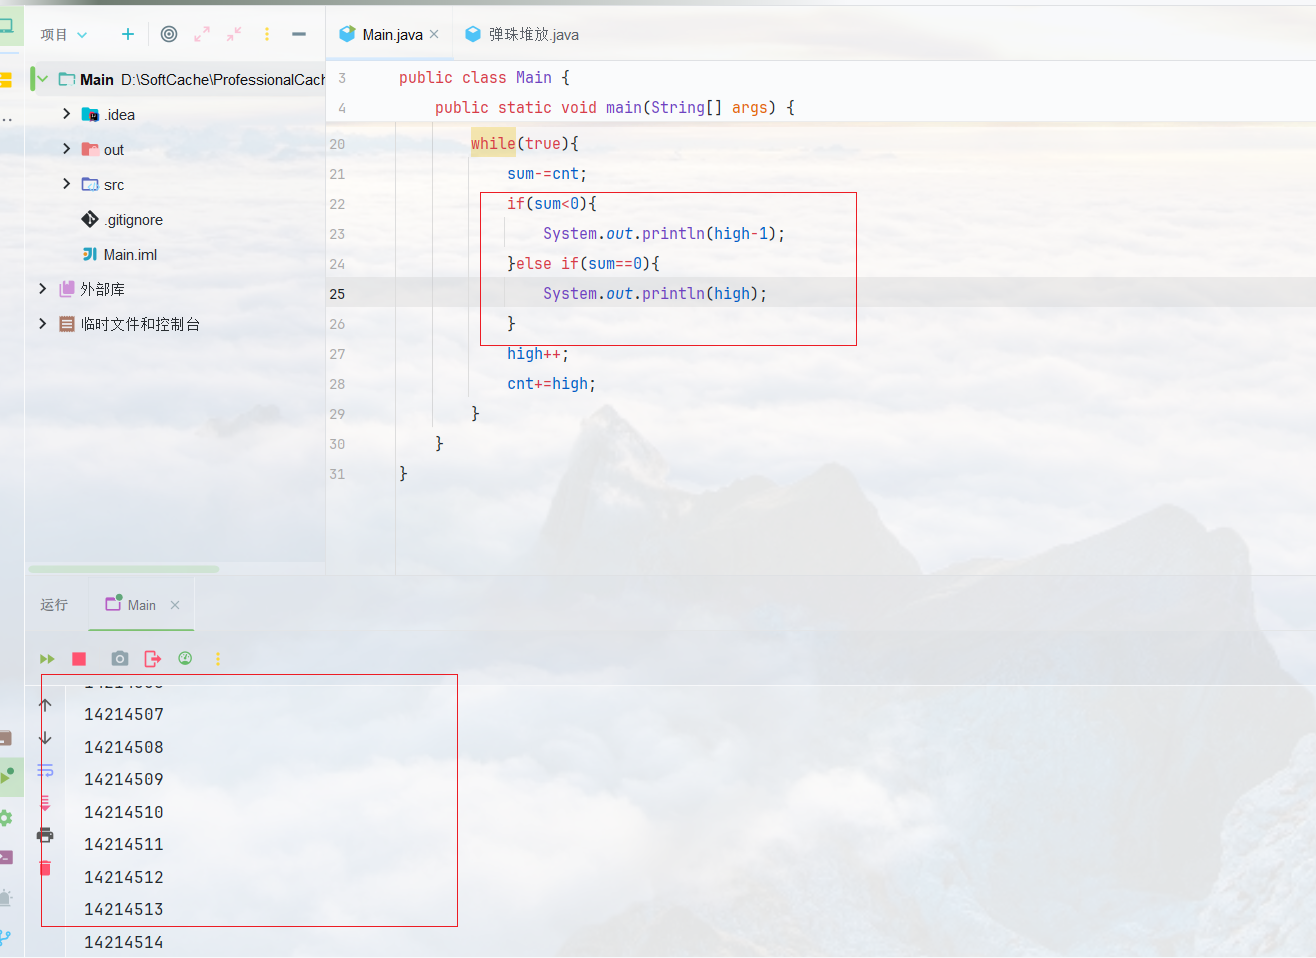 项目
Main.java
弹珠堆放.java
Main D:\SoftCache\ProfessionalCach
.idea
out
src
.gitignore
Main.iml
外部库
临时文件和控制台
3 public class Main {
4 public static void main(String[] args) {
20 while(true){
21 sum-=cnt;
22 if(sum<0){
23 System.out.println(high-1);
24 }else if(sum==0){
25 System.out.println(high);
26 }
27 high++;
28 cnt+=high;
29 }
30 }
31 }
运行
Main
14214507
14214508
14214509
14214510
14214511
14214512
14214513
14214514